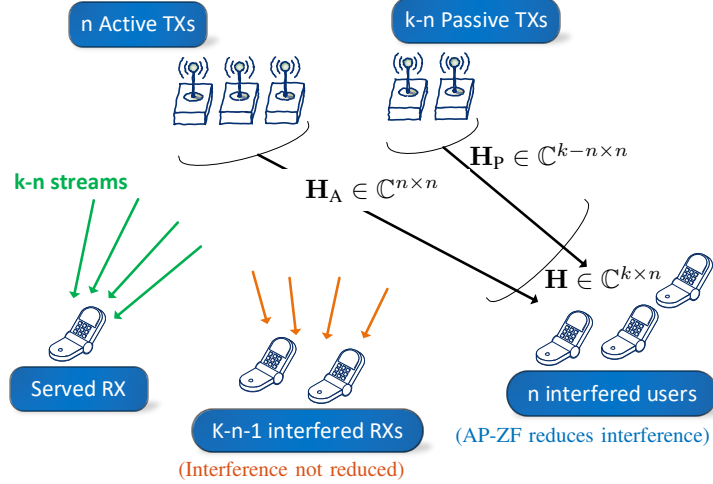 n Active TXs
k-n Passive TXs
k-n streams
H_A ∈ ℂ^{n×n}
H_P ∈ ℂ^{k−n×n}
H ∈ ℂ^{k×n}
Served RX
K-n-1 interfered RXs
(Interference not reduced)
n interfered users
(AP-ZF reduces interference)